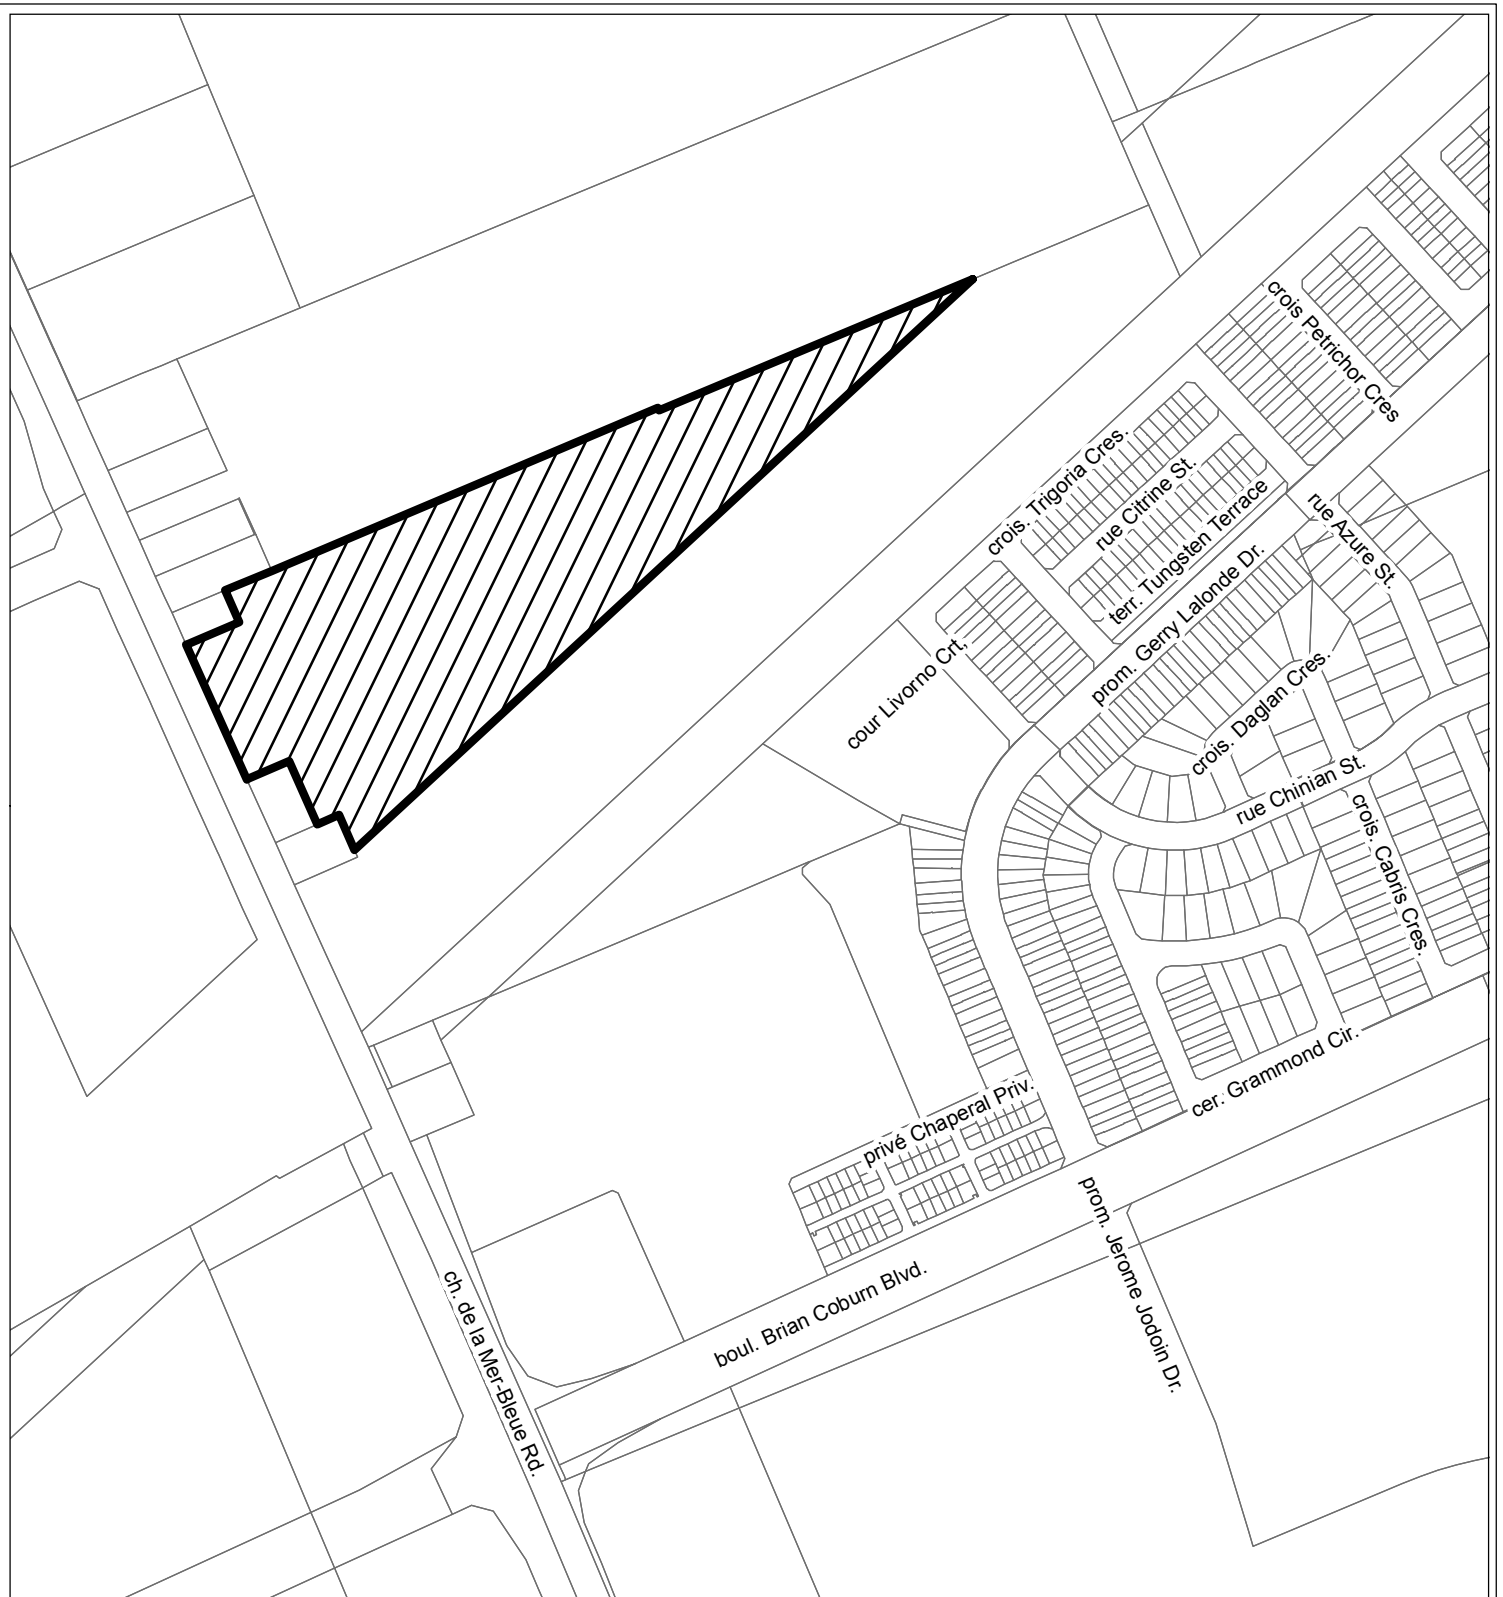 crois Petrichor Cres
crois. Trigoria Cres.
rue Citrine St.
terr. Tungsten Terrace
rue Azure St.
prom. Gerry Lalonde Dr.
cour Livorno Crt,
crois. Daglan Cres.
rue Chinian St.
crois. Cabris Cres.
cer. Grammond Cir.
privé Chaperal Priv.
prom. Jerome Jodoin Dr.
boul. Brian Coburn Blvd.
ch. de la Mer-Bleue Rd.